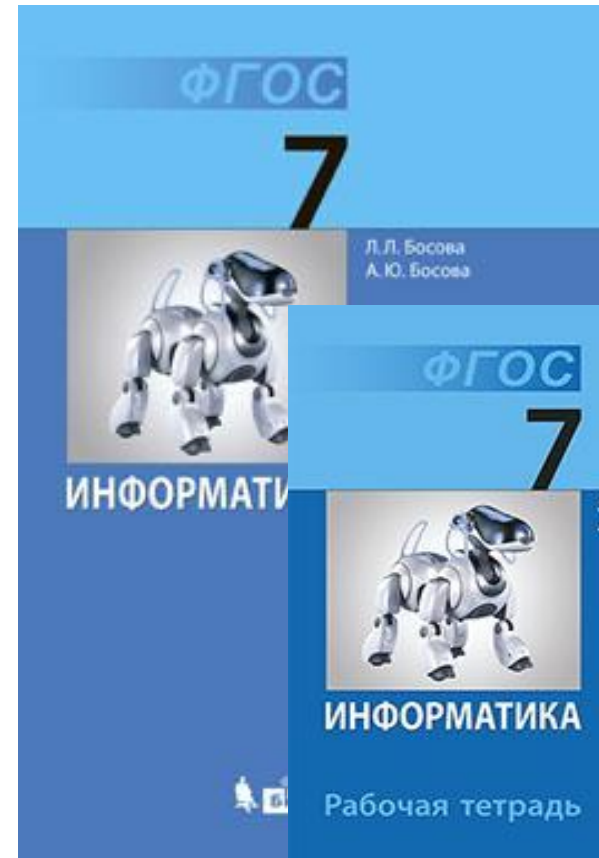 ФГОС
7
Л.Л. Босова
А.Ю. Босова
ИНФОРМАТИ
ФГОС
7
ИНФОРМАТИКА
Рабочая тетрадь